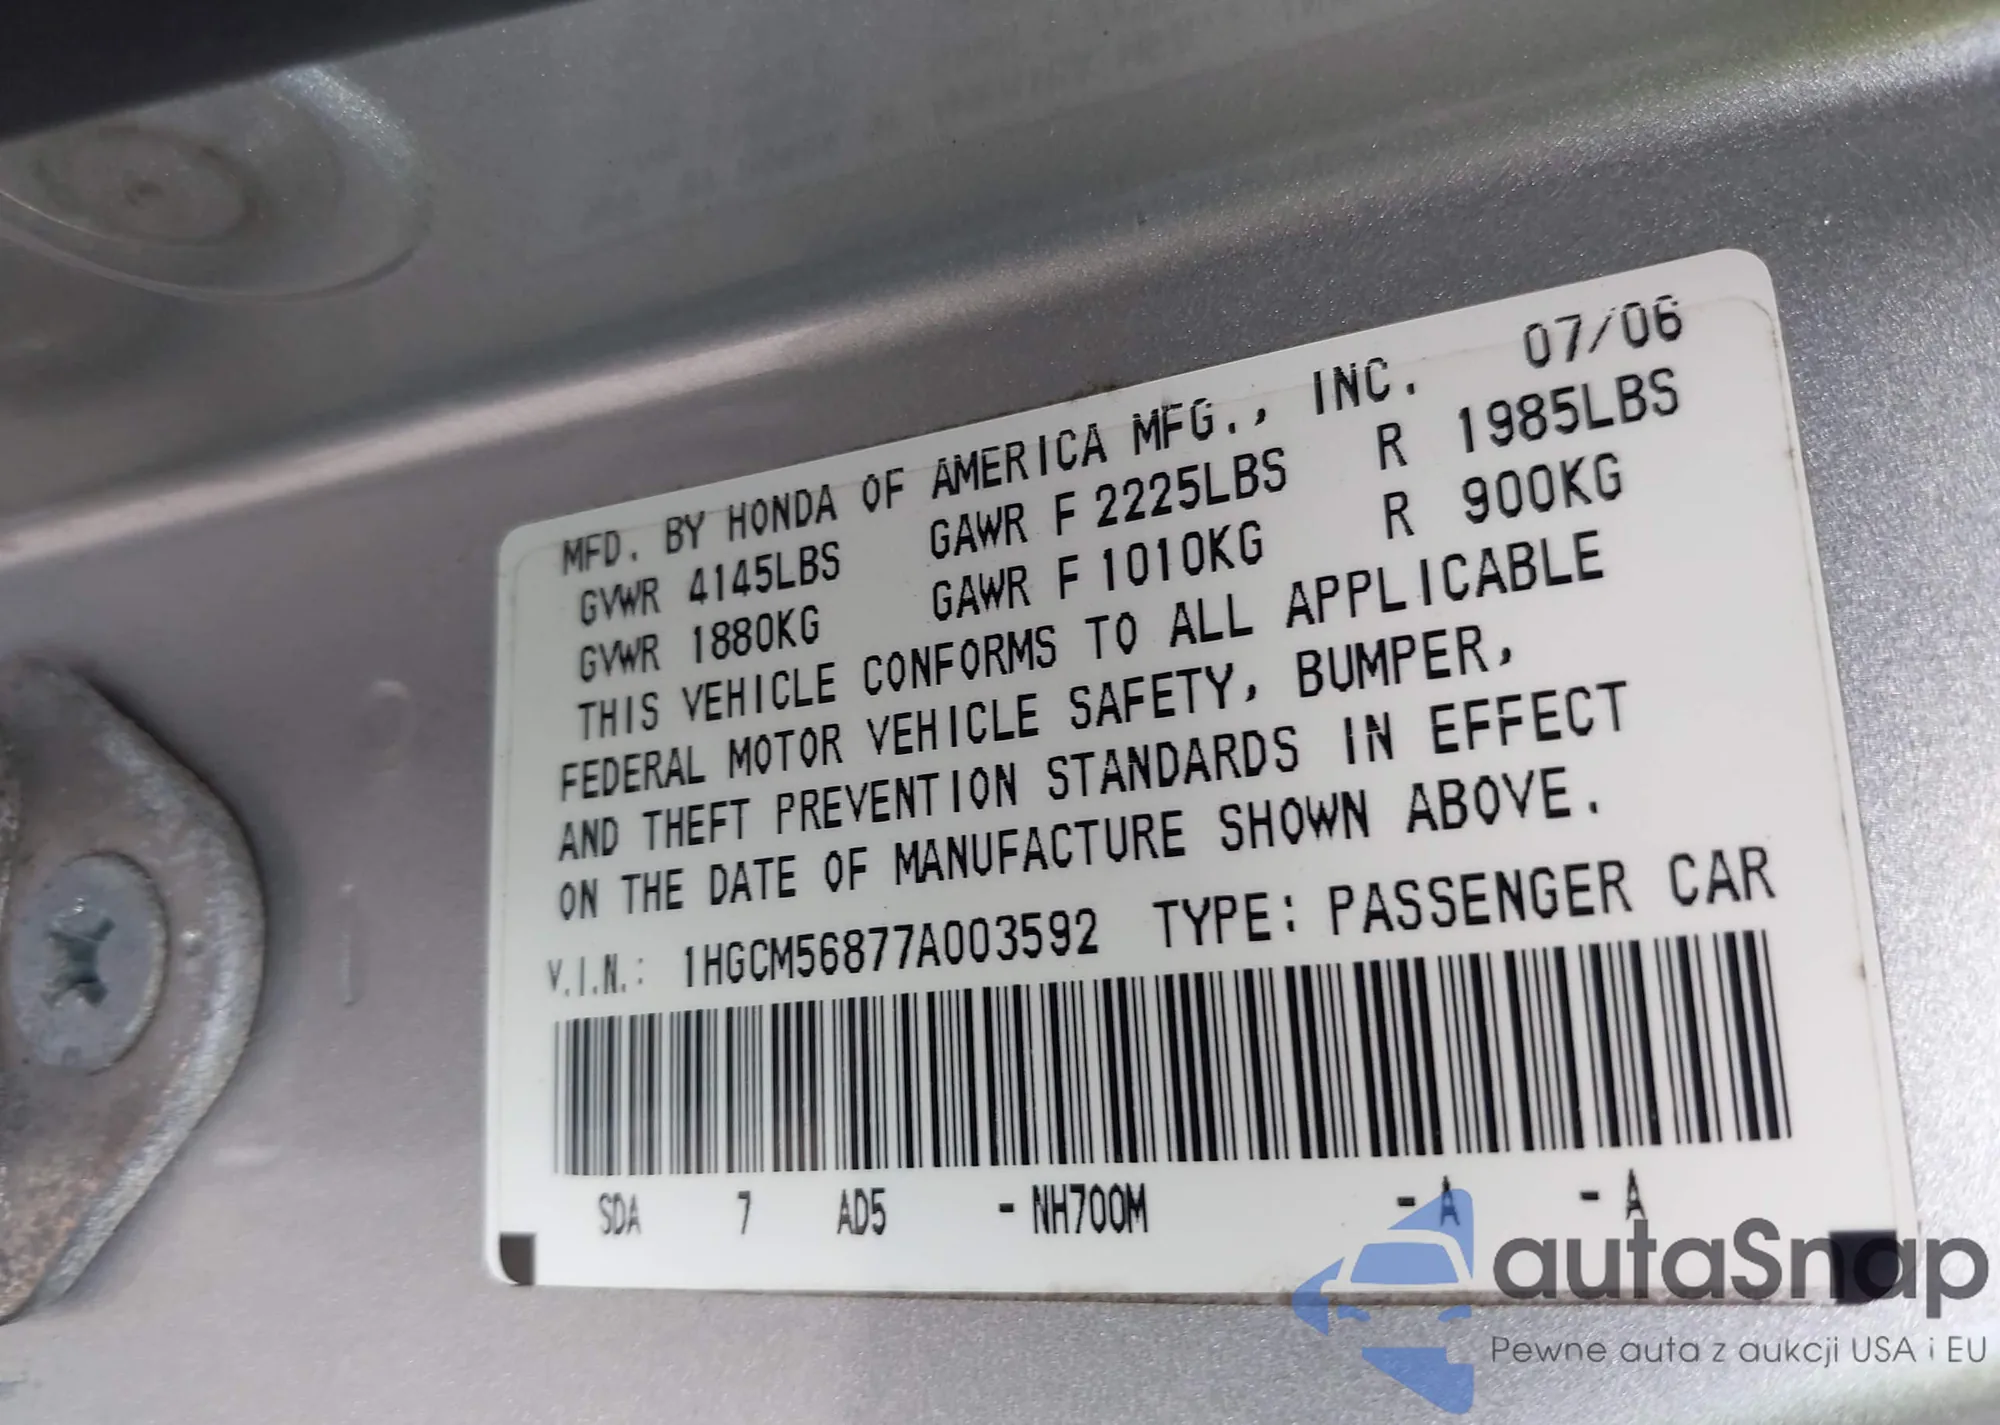 MFD. BY HONDA OF AMERICA MFG., INC. 07/06
GVWR 4145LBS GAWR F 2225LBS R 1985LBS
GVWR 1880KG GAWR F 1010KG R 900KG
THIS VEHICLE CONFORMS TO ALL APPLICABLE
FEDERAL MOTOR VEHICLE SAFETY, BUMPER,
AND THEFT PREVENTION STANDARDS IN EFFECT
ON THE DATE OF MANUFACTURE SHOWN ABOVE.
V.I.N.: 1HGCM56877A003592 TYPE: PASSENGER CAR
SDA 7 AD5 - NH700M - A - A
autaSnap
Pewne auta z aukcji USA i EU